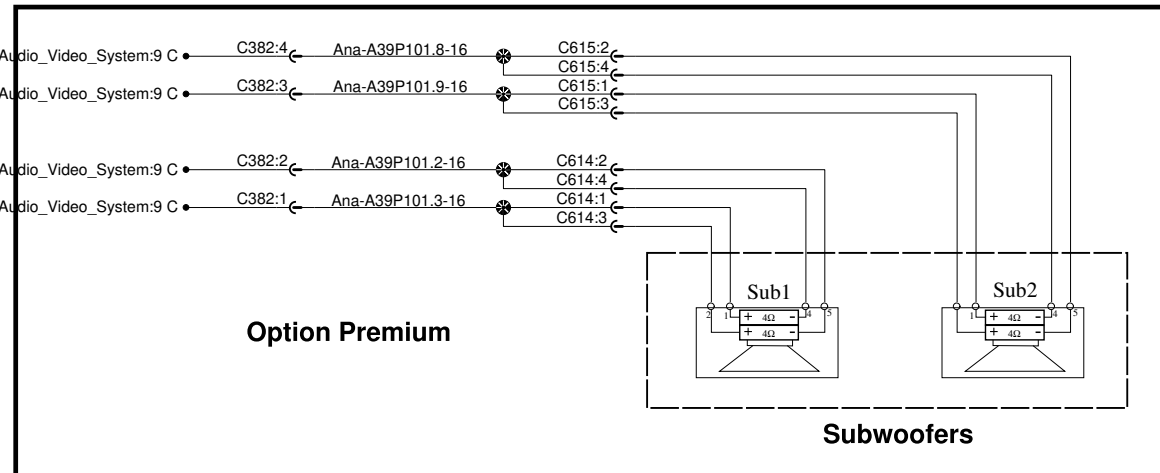 Audio_Video_System:9 C C382:4 Ana-A39P101.8-16 C615:2
C615:4
Audio_Video_System:9 C C382:3 Ana-A39P101.9-16 C615:1
C615:3
Audio_Video_System:9 C C382:2 Ana-A39P101.2-16 C614:2
C614:4
Audio_Video_System:9 C C382:1 Ana-A39P101.3-16 C614:1
C614:3
Sub1 Sub2
2 1 4 5 1 4 5
+ 4Ω - + 4Ω -
+ 4Ω - + 4Ω -
Option Premium
Subwoofers